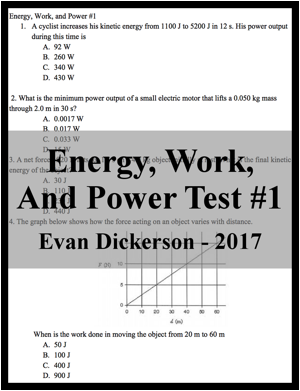 Energy, Work, and Power #1
1. A cyclist increases his kinetic energy from 1100 J to 5200 J in 12 s. His power output
during this time is
A. 92 W
B. 260 W
C. 340 W
D. 430 W
2. What is the minimum power output of a small electric motor that lifts a 0.050 kg mass
through 2.0 m in 30 s?
A. 0.0017 W
B. 0.017 W
C. 0.033 W
D.
3. A net force
object
the final kinetic
energy of the
A. 30 J
B. 110
Energy, Work,
And Power Test #1
D. 440 J
4. The graph below shows how the force acting on an object varies with distance.
Evan Dickerson - 2017
F (N)
10
5
0
0 10 20 30 40 50 60
d (m)
When is the work done in moving the object from 20 m to 60 m
A. 50 J
B. 100 J
C. 400 J
D. 900 J